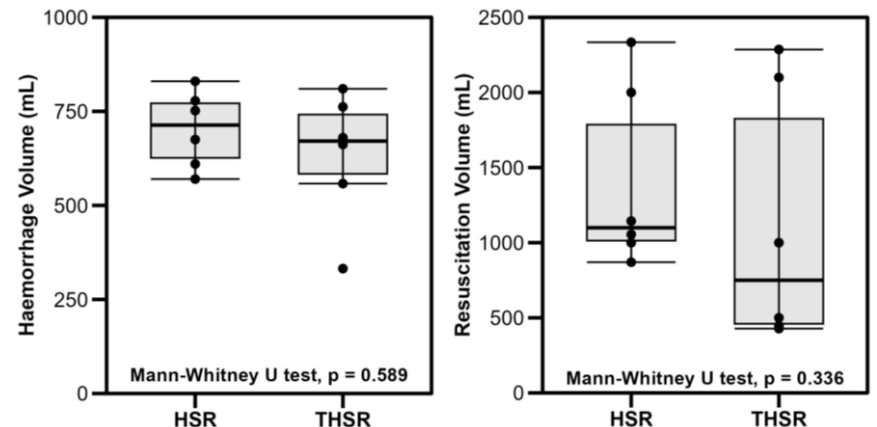 Haemorrhage Volume (mL)
1000
750
500
250
0
Mann-Whitney U test, p = 0.589
HSR THSR
Resuscitation Volume (mL)
2500
2000
1500
1000
500
0
Mann-Whitney U test, p = 0.336
HSR THSR